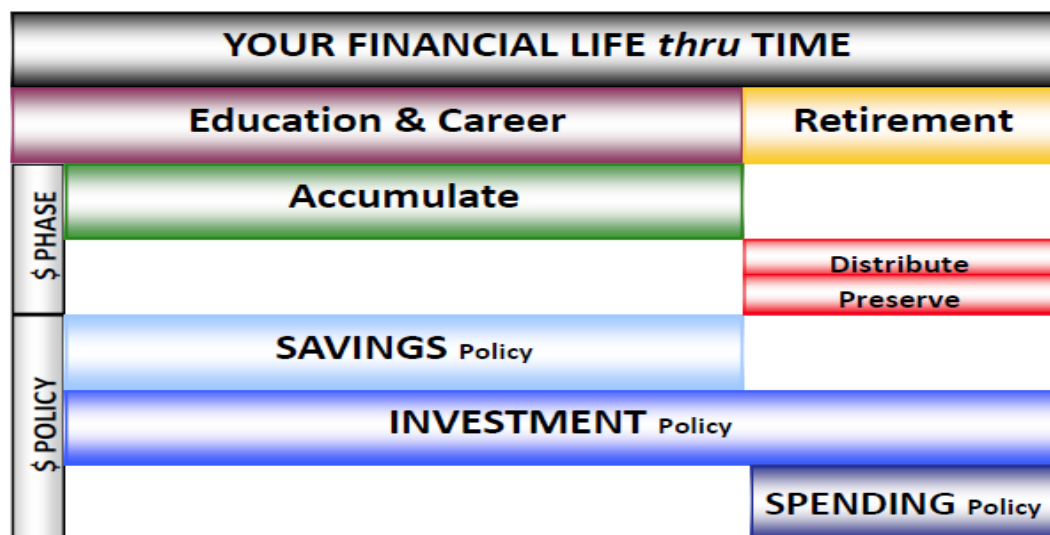 YOUR FINANCIAL LIFE thru TIME
Education & Career
Retirement
$ PHASE
Accumulate
Distribute
Preserve
$ POLICY
SAVINGS Policy
INVESTMENT Policy
SPENDING Policy